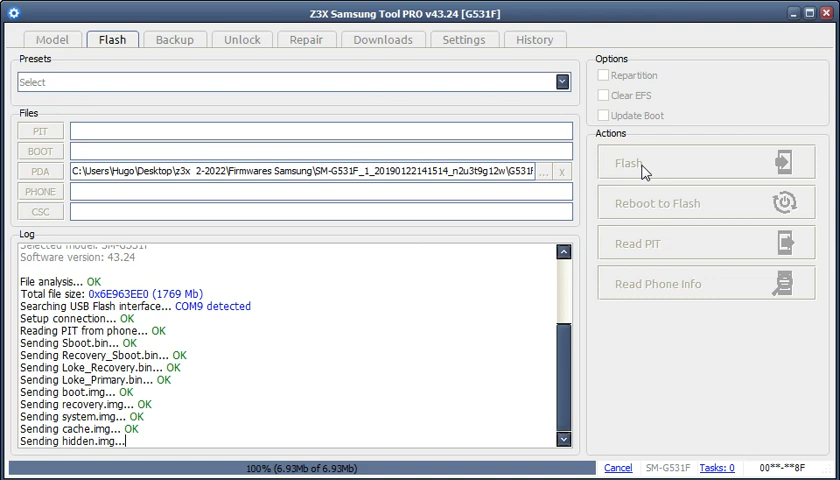 Z3X Samsung Tool PRO v43.24 [G531F]
Model Flash Backup Unlock Repair Downloads Settings History
Presets
Select
Files
PIT
BOOT
PDA C:\Users\Hugo\Desktop\z3x 2-2022\Firmwares Samsung\SM-G531F_1_20190122141514_n2u3t9g12w\G531F ... x
PHONE
CSC
Options
Repartition
Clear EFS
Update Boot
Actions
Flash
Reboot to Flash
Read PIT
Read Phone Info
Log
Selected model: SM-G531F
Software version: 43.24
File analysis... OK
Total file size: 0x6E963EE0 (1769 Mb)
Searching USB Flash interface... COM9 detected
Setup connection... OK
Reading PIT from phone... OK
Sending Sboot.bin... OK
Sending Recovery_Sboot.bin... OK
Sending Loke_Recovery.bin... OK
Sending Loke_Primary.bin... OK
Sending boot.img... OK
Sending recovery.img... OK
Sending system.img... OK
Sending cache.img... OK
Sending hidden.img...
100% (6.93Mb of 6.93Mb) Cancel SM-G531F Tasks: 0 00**-**8F